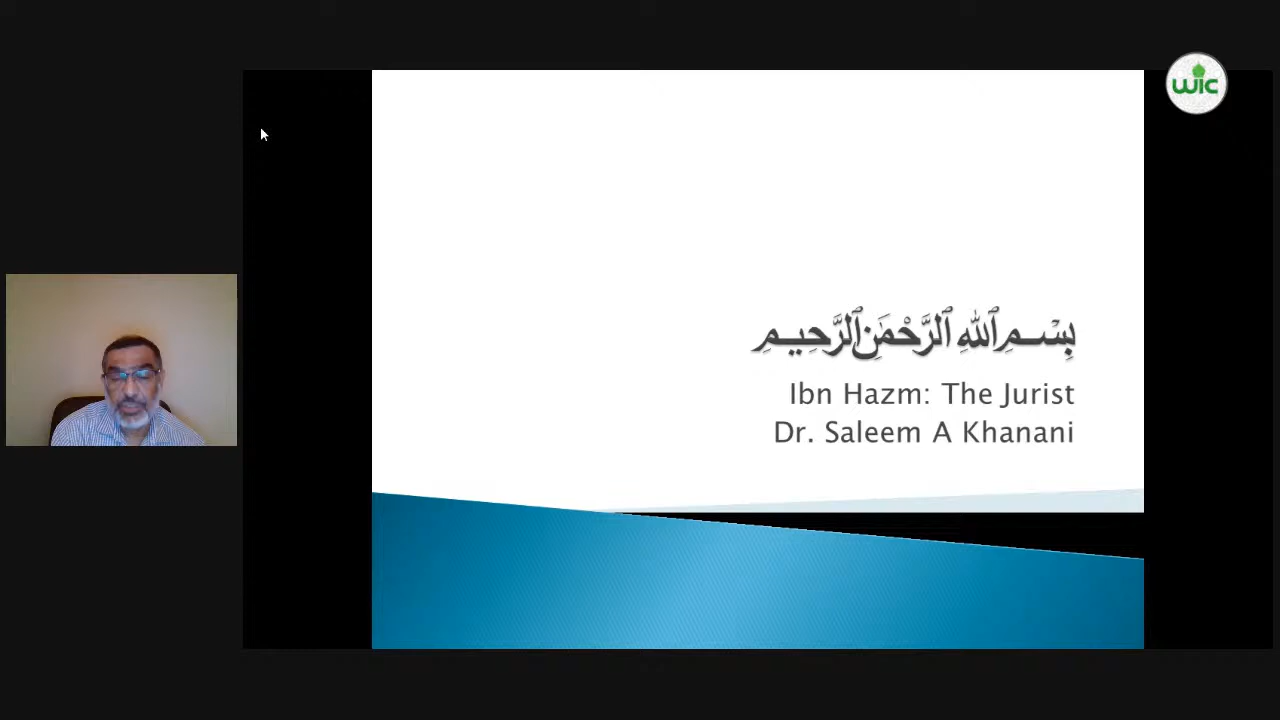 wic
بِسْمِ ٱللَّهِ ٱلرَّحْمَٰنِ ٱلرَّحِيمِ
Ibn Hazm: The Jurist
Dr. Saleem A Khanani